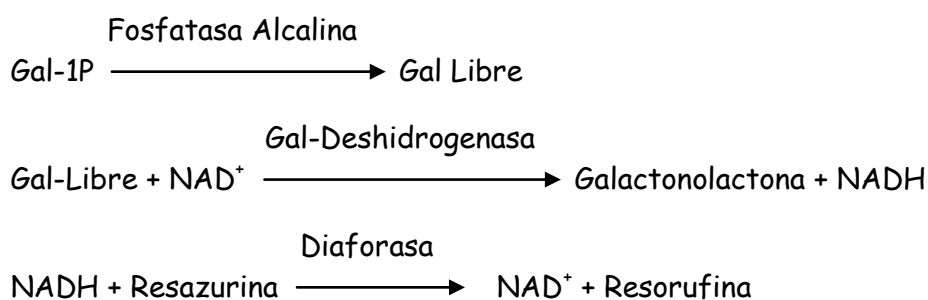 Fosfatasa Alcalina
Gal-1P → Gal Libre
Gal-Deshidrogenasa
Gal-Libre + NAD⁺ → Galactonolactona + NADH
Diaforasa
NADH + Resazurina → NAD⁺ + Resorufina